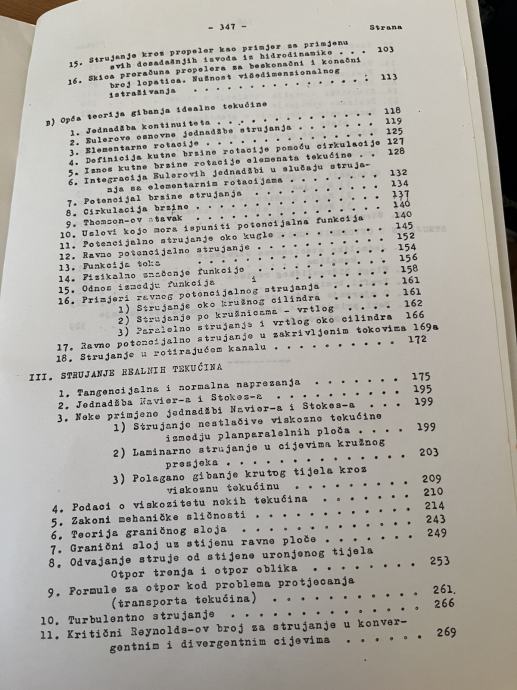 - 347 -
Strana
15. Strujanje kroz propeler kao primjer za primjenu
svih dosadašnjih izvoda iz hidrodinamike . . . 103
16. Skica proračuna propelera za beskonačni i konačni
broj lopatica. Nužnost višedimenzionalnog
istraživanja . . . . . . . . . . . . . . 113
B) Opća teorija gibanja idealne tekućine
1. Jednadžba kontinuiteta . . . . . . . . . . 118
2. Eulerove osnovne jednadžbe strujanja . . . . . 119
3. Elementarne rotacije . . . . . . . . . . . 125
4. Definicija kutne brzine rotacije pomoću cirkulacije 127
5. Iznos kutne brzine rotacije elemenata tekućine . . 128
6. Integracija Eulerovih jednadžbi u slučaju struja-
nja sa elementarnim rotacijama . . . . . . . 132
7. Potencijal brzine strujanja . . . . . . . . 134
8. Cirkulacija brzine . . . . . . . . . . . 137
9. Thomson-ov stavak . . . . . . . . . . . 140
10. Uslovi kojo mora ispuniti potencijalna funkcija 140
11. Potencijalno strujanje oko kugle . . . . . . 145
12. Ravno potencijalno strujanje . . . . . . . 152
13. Funkcija toka . . . . . . . . . . . . 154
14. Fizikalno značenje funkcije . . . . . . . 156
15. Odnos izmedju funkcija i . . . . . . . 158
16. Primjeri ravnog potencijalnog strujanja . . . . 161
1) Strujanje oko kružnog cilindra . . . . . 161
2) Strujanje po kružnicama - vrtlog . . . . 162
3) Paralelno strujanje i vrtlog oko cilindra 166
17. Ravno potencijalno strujanje u zakrivljenim tokovima 169a
18. Strujanje u rotirajućem kanalu . . . . . . . 172
III. STRUJANJE REALNIH TEKUĆINA
1. Tangencijalna i normalna naprezanja . . . . . . . 175
2. Jednadžba Navier-a i Stokes-a . . . . . . . . . 195
3. Neke primjene jednadžbi Navier-a i Stokes-a . . . . 199
1) Strujanje nestlačive viskozne tekućine
izmedju planparalelnih ploča . . . . 199
2) Laminarno strujanje u cijevima kružnog
presjeka . . . . . . . . . . . . 203
3) Polagano gibanje krutog tijela kroz
viskoznu tekućinu . . . . . . . . 209
4. Podaci o viskozitetu nekih tekućina . . . . . . . 210
5. Zakoni mehaničke sličnosti . . . . . . . . . . 214
6. Teorija graničnog sloja . . . . . . . . . . . 243
7. Granični sloj uz stijenu ravne ploče . . . . . . . 249
8. Odvajanje struje od stijene uronjenog tijela
Otpor trenja i otpor oblika . . . . . . . . 253
9. Formule za otpor kod problema protjecanja
(transporta tekućina) . . . . . . . . . . 261.
10. Turbulentno strujanje . . . . . . . . . . . 266
11. Kritični Reynolds-ov broj za strujanje u konver-
gentnim i divergentnim cijevima . . . . . . 269